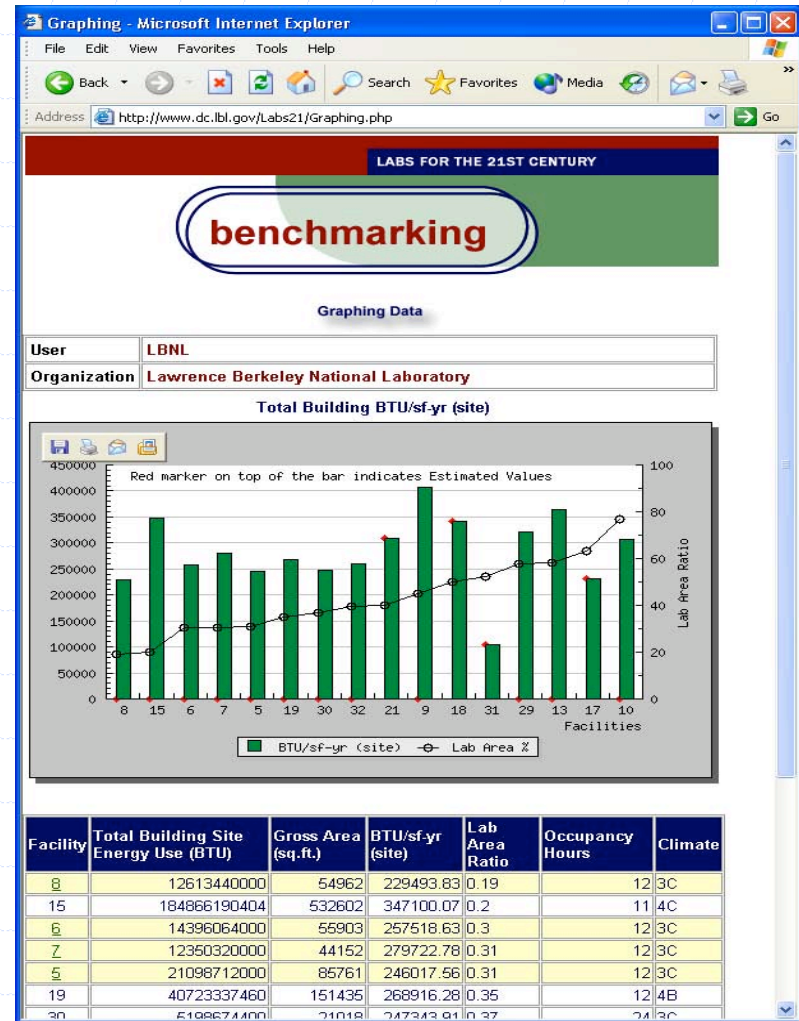 Graphing - Microsoft Internet Explorer
File Edit View Favorites Tools Help
Back Search Favorites Media »
Address http://www.dc.lbl.gov/Labs21/Graphing.php Go
LABS FOR THE 21ST CENTURY
benchmarking
Graphing Data
User LBNL
Organization Lawrence Berkeley National Laboratory
Total Building BTU/sf-yr (site)
Red marker on top of the bar indicates Estimated Values
450000
400000
350000
300000
250000
200000
150000
100000
50000
0
100
80
60
40
20
0
Lab Area Ratio
8 15 6 7 5 19 30 32 21 9 18 31 29 13 17 10
Facilities
BTU/sf-yr (site) Lab Area %
Facility Total Building Site Energy Use (BTU) Gross Area (sq.ft.) BTU/sf-yr (site) Lab Area Ratio Occupancy Hours Climate
8 12613440000 54962 229493.83 0.19 12 3C
15 184866190404 532602 347100.07 0.2 11 4C
6 14396064000 55903 257518.63 0.3 12 3C
7 12350320000 44152 279722.78 0.31 12 3C
5 21098712000 85761 246017.56 0.31 12 3C
19 40723337460 151435 268916.28 0.35 12 4B
30 5198674400 21018 247343.91 0.37 24 3C